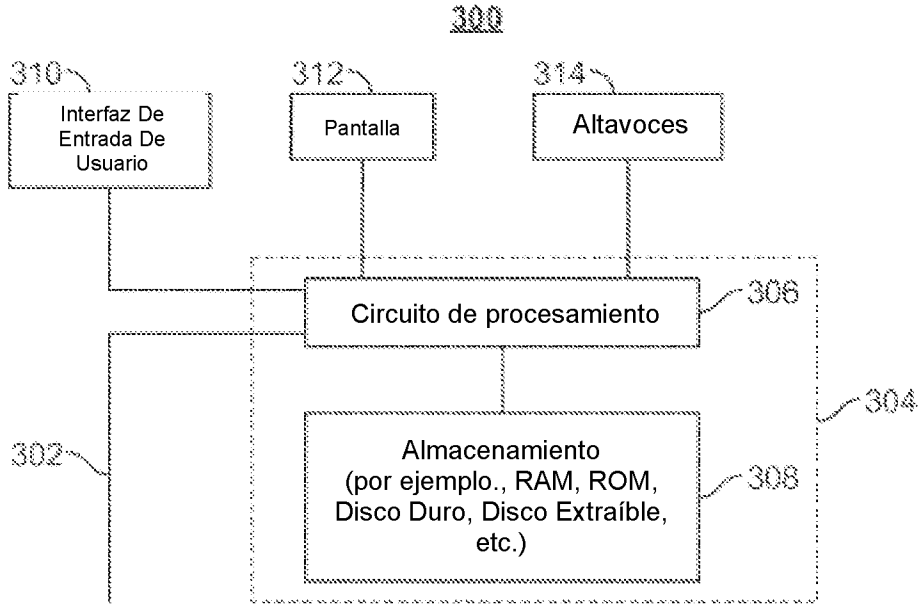 300
310
312
314
Interfaz De
Entrada De
Usuario
Pantalla
Altavoces
Circuito de procesamiento
306
304
302
Almacenamiento
(por ejemplo., RAM, ROM,
Disco Duro, Disco Extraíble,
etc.)
308